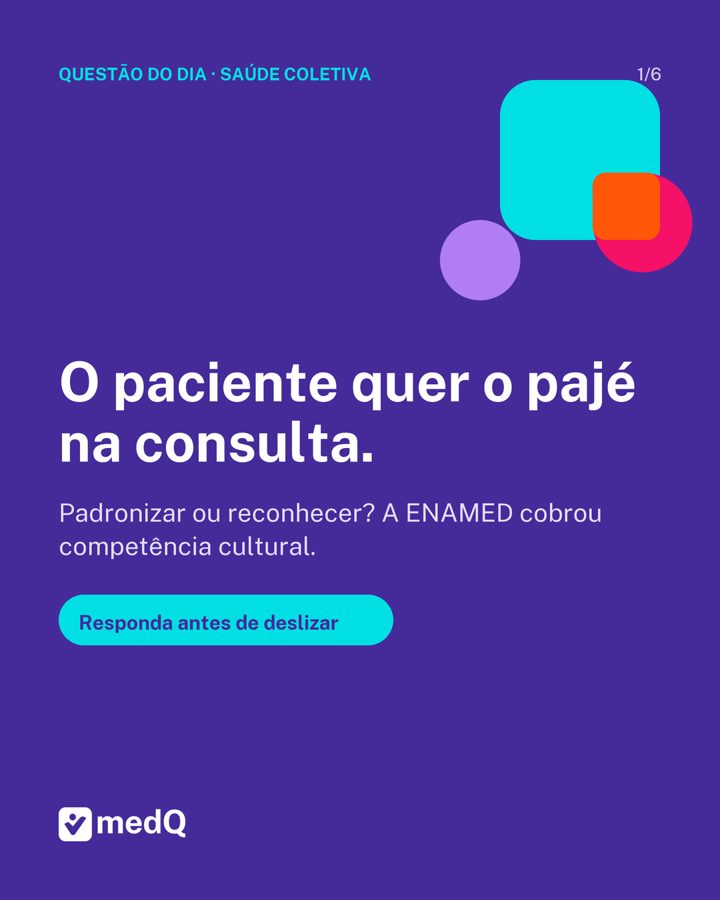 QUESTÃO DO DIA · SAÚDE COLETIVA
1/6
O paciente quer o pajé
na consulta.
Padronizar ou reconhecer? A ENAMED cobrou
competência cultural.
Responda antes de deslizar
medQ